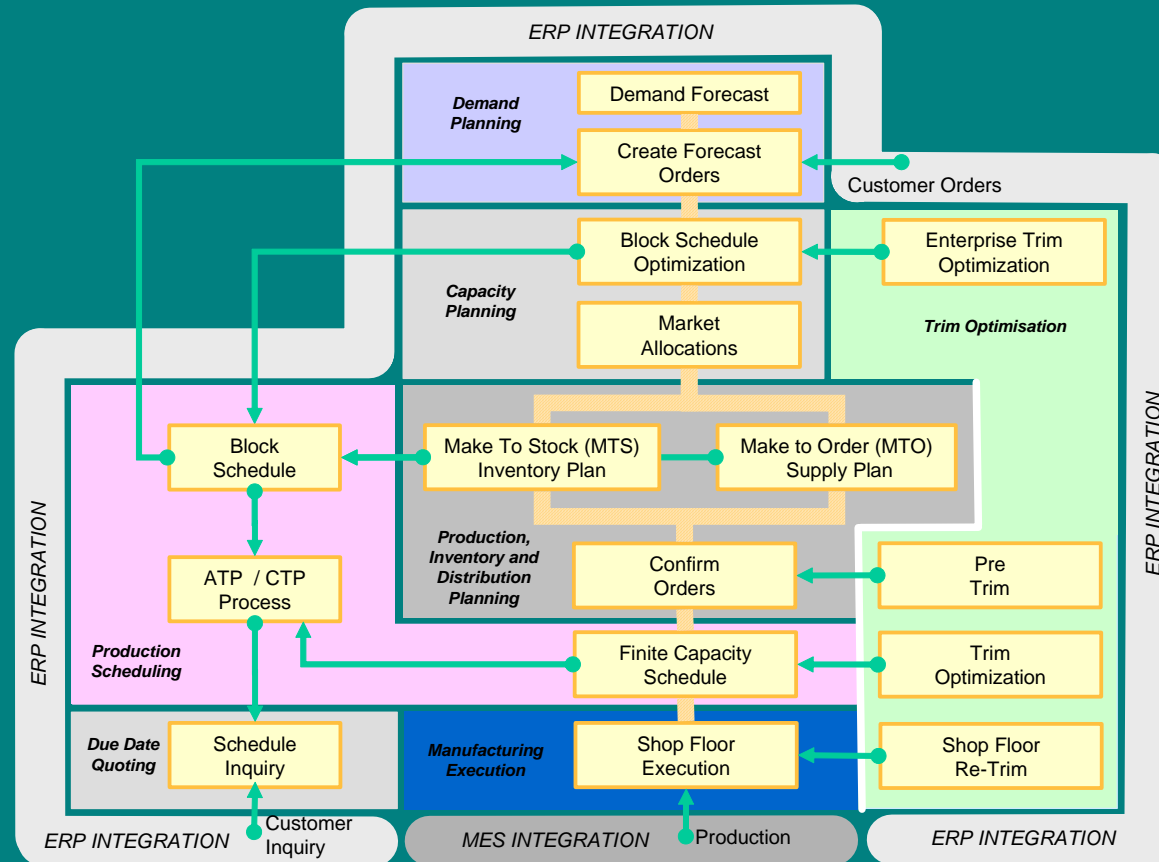 ERP INTEGRATION
Demand
Planning
Demand Forecast
Create Forecast
Orders
Customer Orders
Block Schedule
Optimization
Enterprise Trim
Optimization
Capacity
Planning
Market
Allocations
Trim Optimisation
Block
Schedule
Make To Stock (MTS)
Inventory Plan
Make to Order (MTO)
Supply Plan
ERP INTEGRATION
ERP INTEGRATION
Production,
Inventory and
Distribution
Planning
ATP / CTP
Process
Confirm
Orders
Pre
Trim
Production
Scheduling
Finite Capacity
Schedule
Trim
Optimization
Due Date
Quoting
Schedule
Inquiry
Manufacturing
Execution
Shop Floor
Execution
Shop Floor
Re-Trim
ERP INTEGRATION
Customer
Inquiry
MES INTEGRATION
Production
ERP INTEGRATION